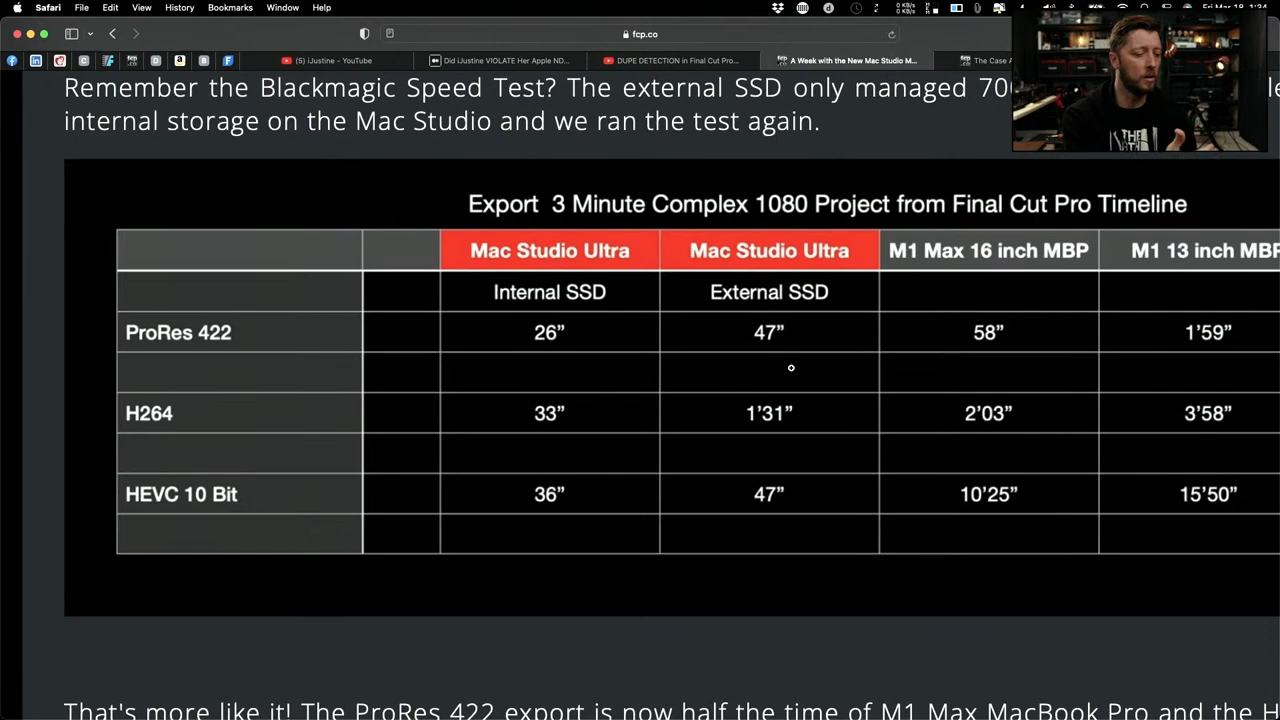 Safari File Edit View History Bookmarks Window Help
fcp.co
(5) iJustine - YouTube
Did iJustine VIOLATE Her Apple ND...
DUPE DETECTION in Final Cut Pro...
A Week with the New Mac Studio M...
The Case A
Remember the Blackmagic Speed Test? The external SSD only managed
internal storage on the Mac Studio and we ran the test again.
Export 3 Minute Complex 1080 Project from Final Cut Pro Timeline
Mac Studio Ultra Mac Studio Ultra M1 Max 16 inch MBP M1 13 inch MBP
Internal SSD External SSD
ProRes 422 26” 47” 58” 1’59”
H264 33” 1’31” 2’03” 3’58”
HEVC 10 Bit 36” 47” 10’25” 15’50”
That's more like it! The ProRes 422 export is now half the time of M1 Max MacBook Pro and the H